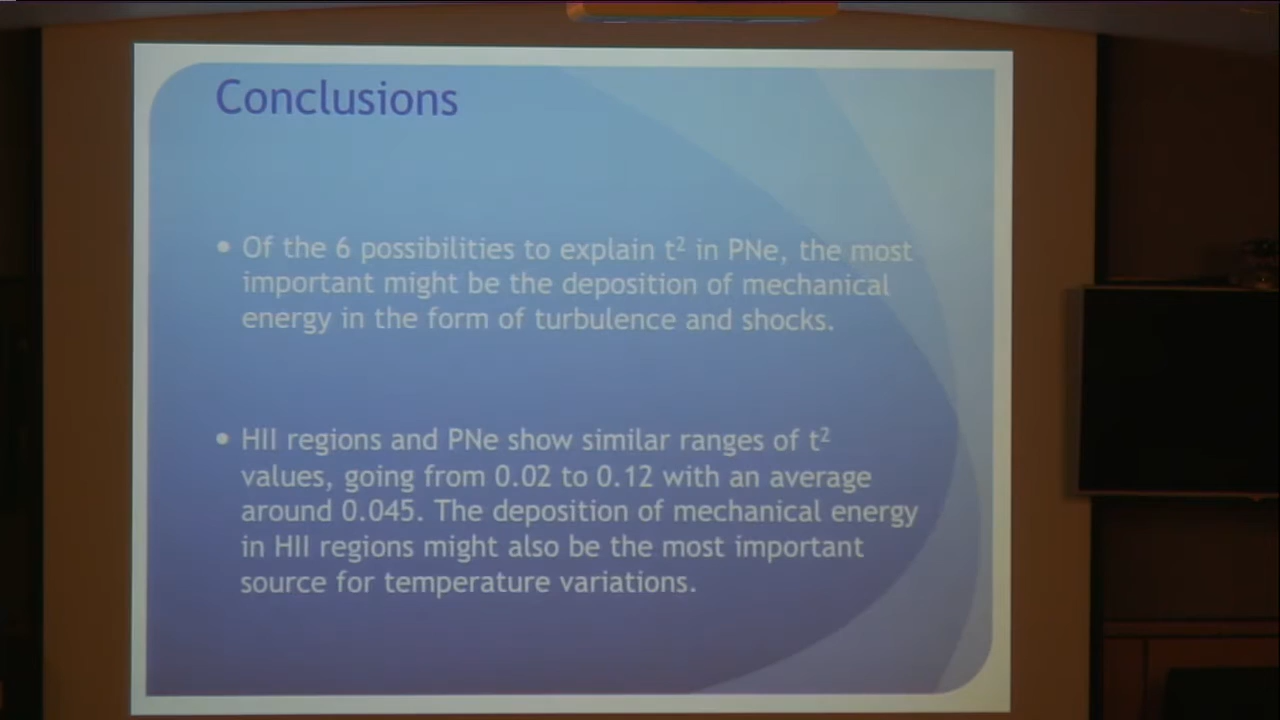 Conclusions
• Of the 6 possibilities to explain t² in PNe, the most
important might be the deposition of mechanical
energy in the form of turbulence and shocks.
• HII regions and PNe show similar ranges of t²
values, going from 0.02 to 0.12 with an average
around 0.045. The deposition of mechanical energy
in HII regions might also be the most important
source for temperature variations.